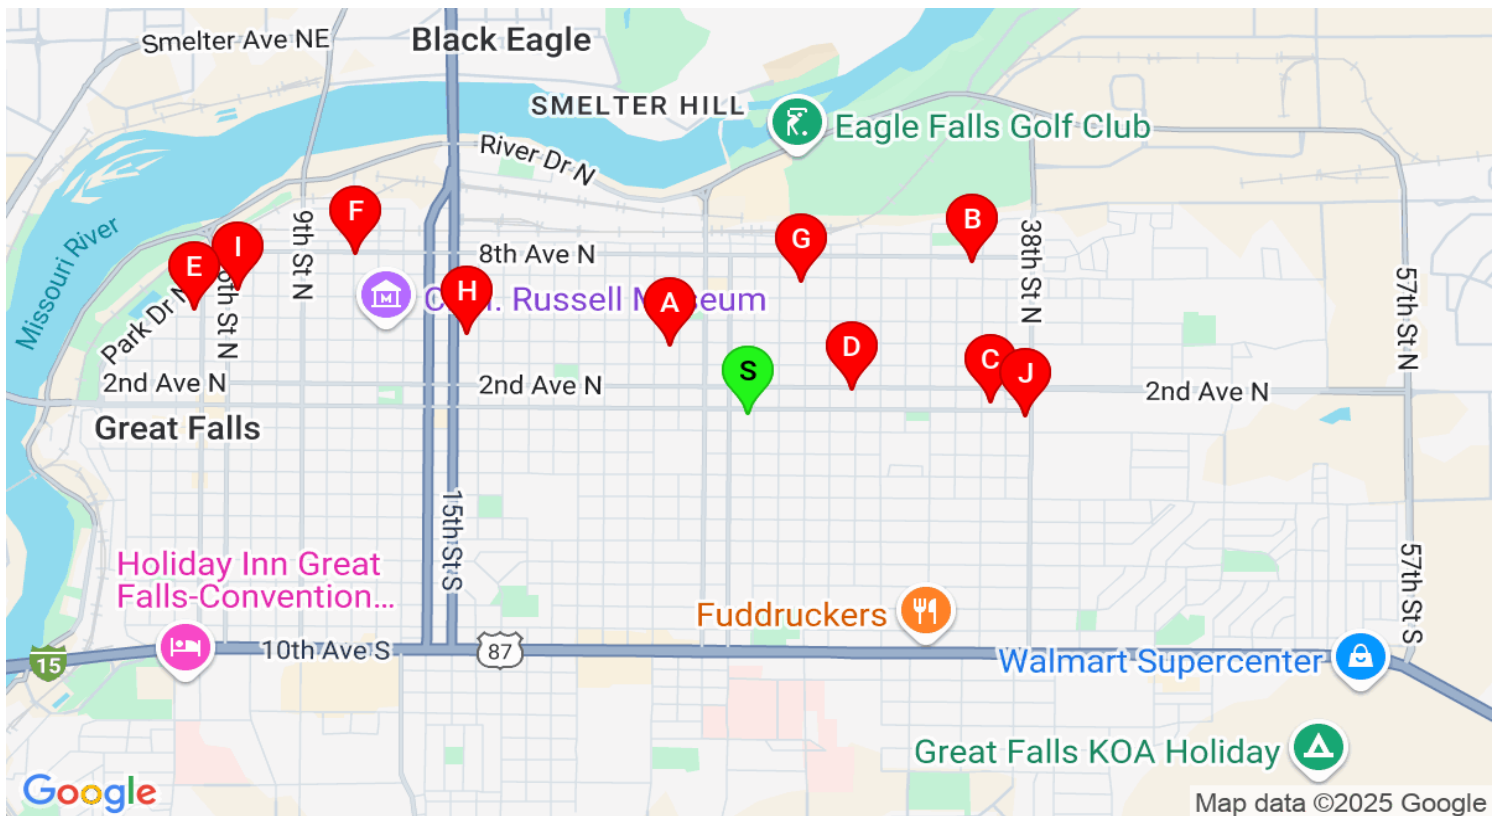 Smelter Ave NE
Black Eagle
SMELTER HILL
Eagle Falls Golf Club
River Dr N
Missouri River
9th St N
F
B
38th St N
G
I
E
8th Ave N
57th St N
H
A
Russell
Park Dr N
6th St N
D
C
J
S
2nd Ave N
2nd Ave N
2nd Ave N
Great Falls
15th St S
57th St S
Holiday Inn Great
Falls-Convention...
Fuddruckers
15
10th Ave S
87
Walmart Supercenter
Great Falls KOA Holiday
Google
Map data ©2025 Google